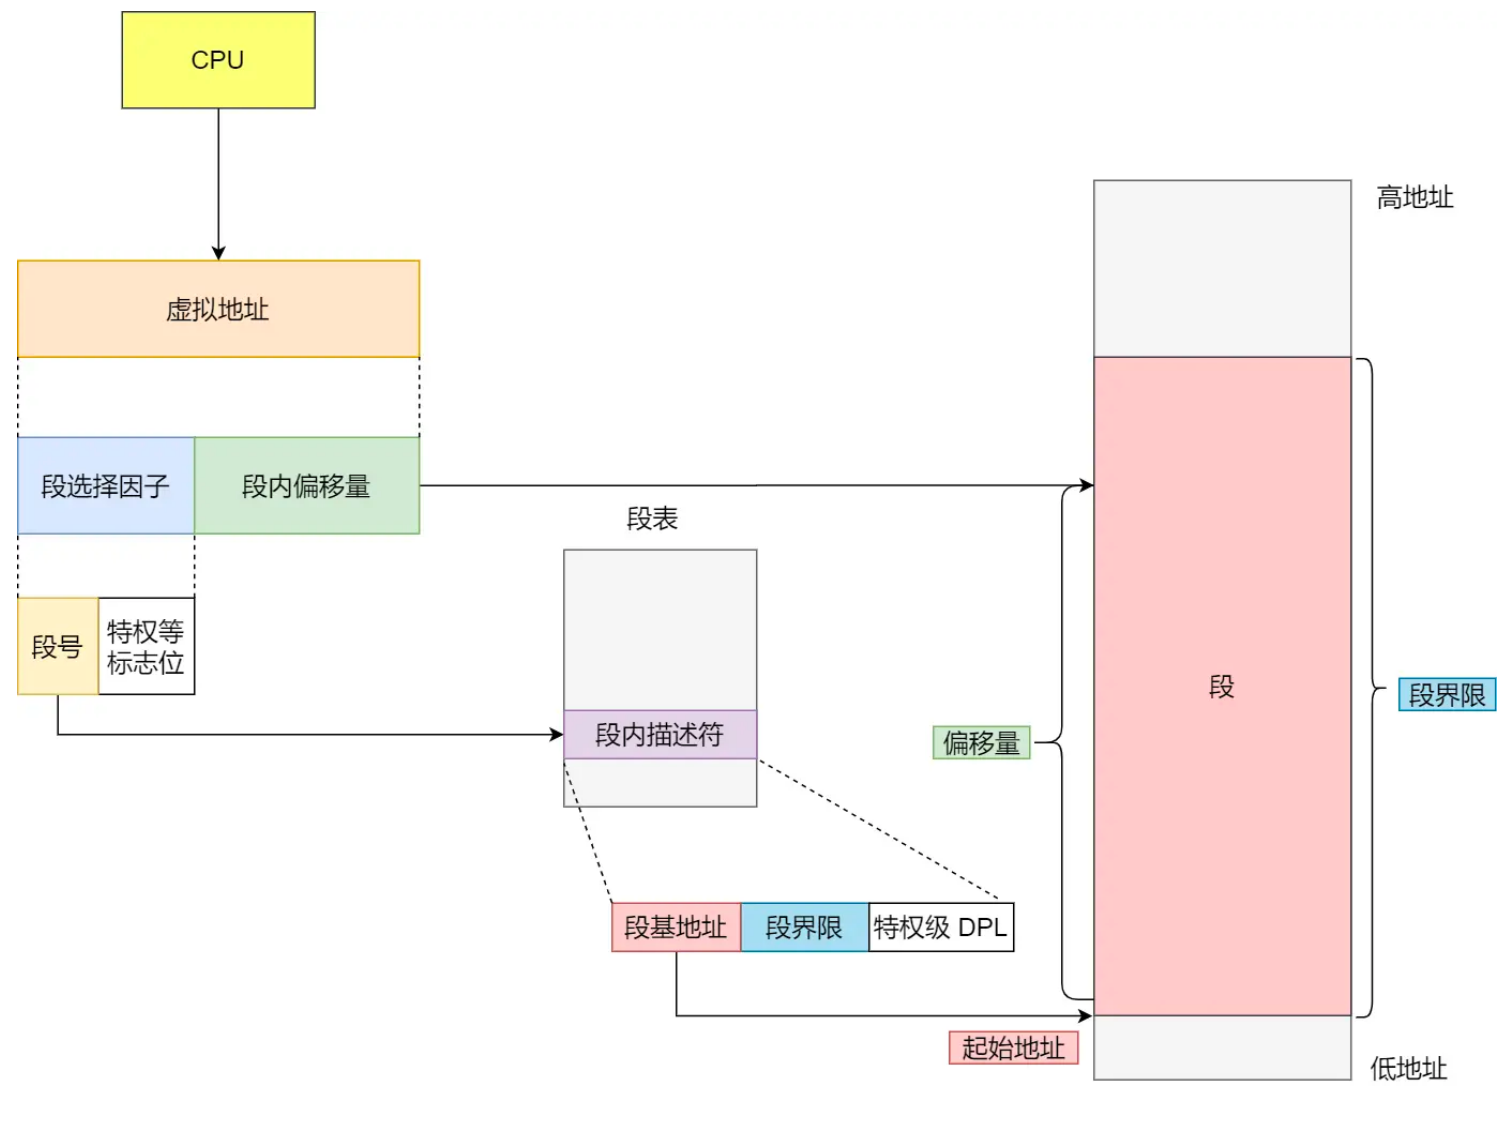 CPU
高地址
虚拟地址
段选择因子
段内偏移量
段表
段号
特权等
标志位
段内描述符
段
段界限
偏移量
段基地址
段界限
特权级 DPL
起始地址
低地址